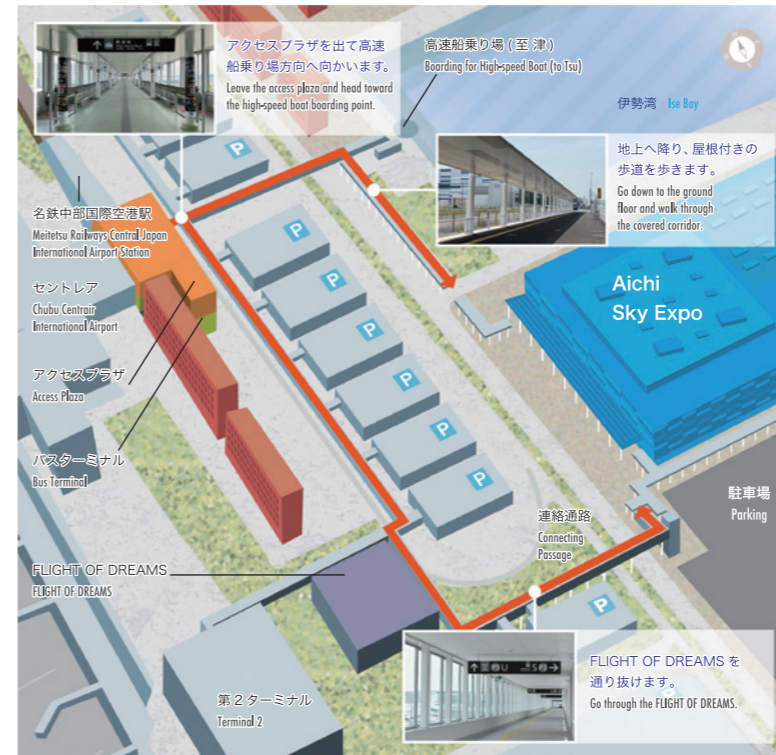 アクセスプラザを出て高速
船乗り場方向へ向かいます。
Leave the access plaza and head toward
the high-speed boat boarding point.
高速船乗り場 ( 至 津 )
Boarding for High-speed Boat (to Tsu)
伊勢湾 Ise Bay
地上へ降り、屋根付きの
歩道を歩きます。
Go down to the ground
floor and walk through
the covered corridor.
名鉄中部国際空港駅
Meitetsu Railways Central Japan
International Airport Station
セントレア
Chubu Centrair
International Airport
アクセスプラザ
Access Plaza
バスターミナル
Bus Terminal
FLIGHT OF DREAMS
FLIGHT OF DREAMS
第 2 ターミナル
Terminal 2
P
P
P
P
P
P
P
P
P
Aichi
Sky Expo
駐車場
Parking
連絡通路
Connecting
Passage
FLIGHT OF DREAMS を
通り抜けます。
Go through the FLIGHT OF DREAMS.